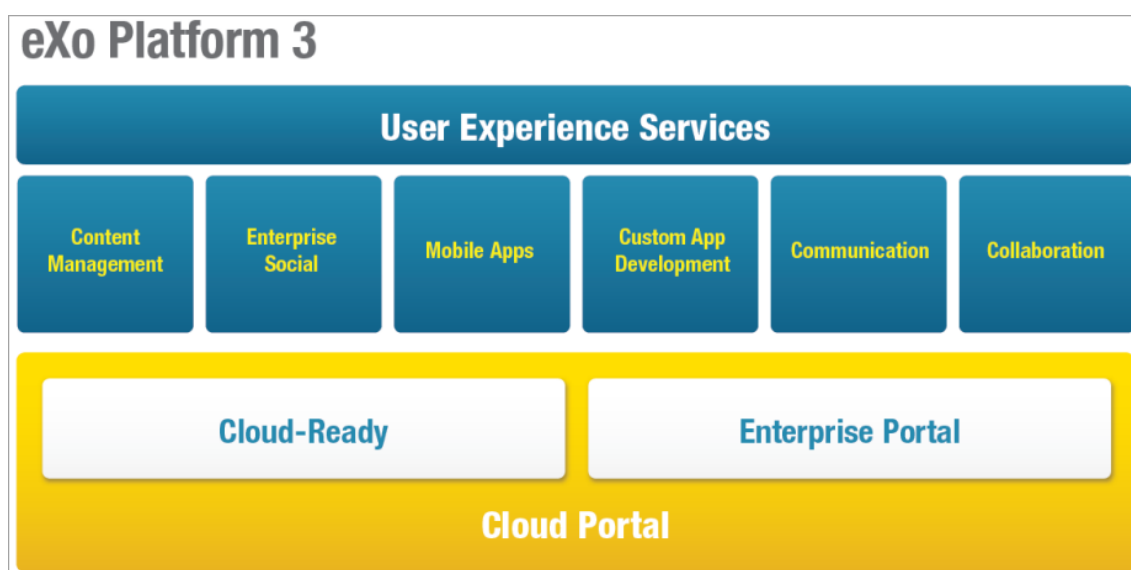 eXo Platform 3
User Experience Services
Content
Management
Enterprise
Social
Mobile Apps
Custom App
Development
Communication
Collaboration
Cloud-Ready
Enterprise Portal
Cloud Portal